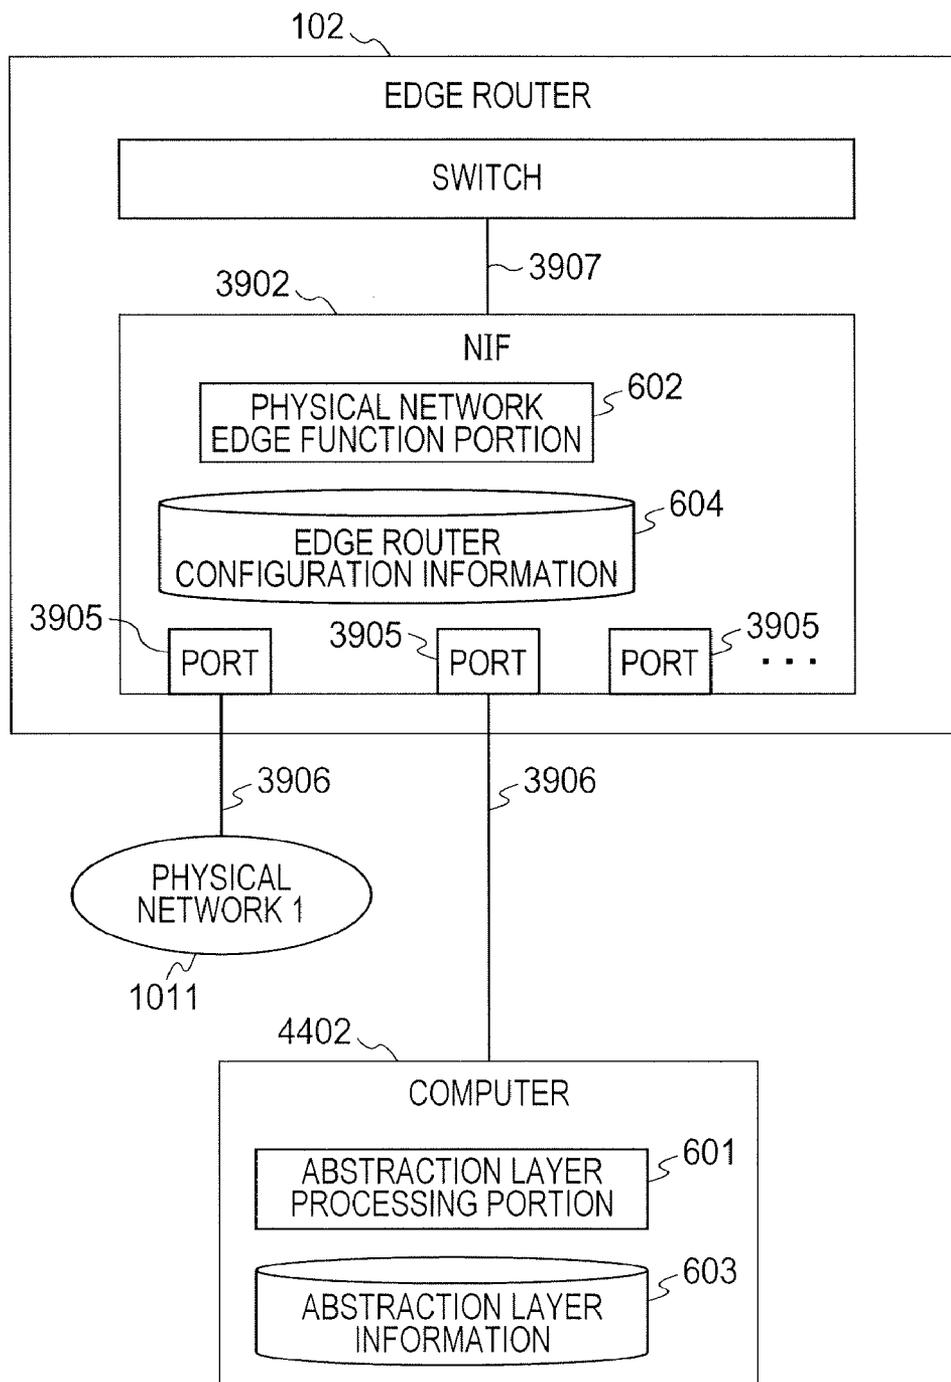 102
EDGE ROUTER
SWITCH
3907
3902
NIF
602
PHYSICAL NETWORK
EDGE FUNCTION PORTION
604
EDGE ROUTER
CONFIGURATION INFORMATION
3905
PORT
3905
PORT
3905
PORT
...
3906
3906
PHYSICAL
NETWORK 1
1011
4402
COMPUTER
601
ABSTRACTION LAYER
PROCESSING PORTION
603
ABSTRACTION LAYER
INFORMATION